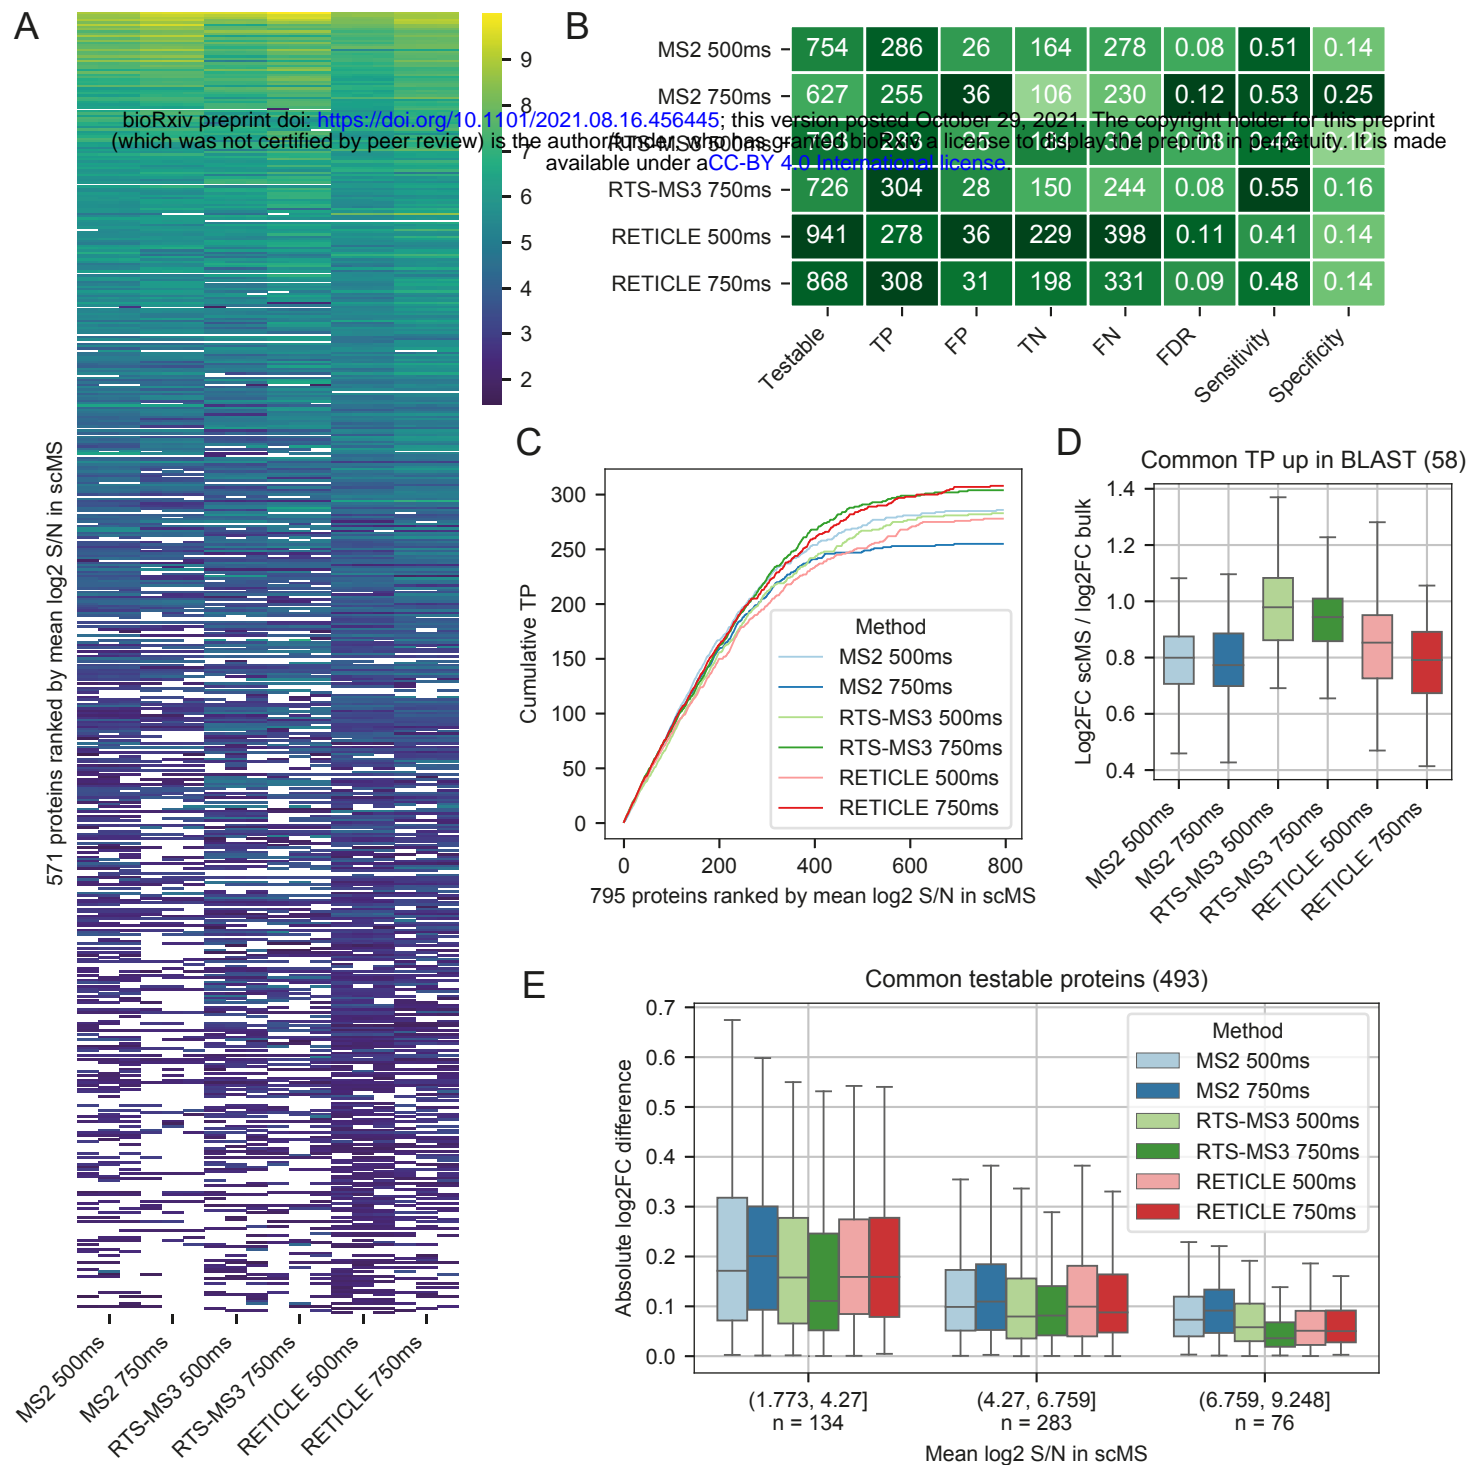 A
571 proteins ranked by mean log2 S/N in scMS
MS2 500ms
MS2 750ms
RTS-MS3 500ms
RTS-MS3 750ms
RETICLE 500ms
RETICLE 750ms
9
8
7
6
5
4
3
2
bioRxiv preprint doi: https://doi.org/10.1101/2021.08.16.456445; this version posted October 29, 2021. The copyright holder for this preprint
(which was not certified by peer review) is the author/funder, who has granted bioRxiv a license to display the preprint in perpetuity. It is made
available under aCC-BY 4.0 International license.
B
MS2 500ms 754 286 26 164 278 0.08 0.51 0.14
MS2 750ms 627 255 36 106 230 0.12 0.53 0.25
RTS-MS3 500ms
RTS-MS3 750ms 726 304 28 150 244 0.08 0.55 0.16
RETICLE 500ms 941 278 36 229 398 0.11 0.41 0.14
RETICLE 750ms 868 308 31 198 331 0.09 0.48 0.14
Testable
TP
FP
TN
FN
FDR
Sensitivity
Specificity
C
Cumulative TP
300
250
200
150
100
50
0
0 200 400 600 800
795 proteins ranked by mean log2 S/N in scMS
Method
MS2 500ms
MS2 750ms
RTS-MS3 500ms
RTS-MS3 750ms
RETICLE 500ms
RETICLE 750ms
D
Common TP up in BLAST (58)
Log2FC scMS / log2FC bulk
1.4
1.2
1.0
0.8
0.6
0.4
MS2 500ms
MS2 750ms
RTS-MS3 500ms
RTS-MS3 750ms
RETICLE 500ms
RETICLE 750ms
E
Common testable proteins (493)
Absolute log2FC difference
0.7
0.6
0.5
0.4
0.3
0.2
0.1
0.0
Method
MS2 500ms
MS2 750ms
RTS-MS3 500ms
RTS-MS3 750ms
RETICLE 500ms
RETICLE 750ms
(1.773, 4.27] (4.27, 6.759] (6.759, 9.248]
n = 134 n = 283 n = 76
Mean log2 S/N in scMS